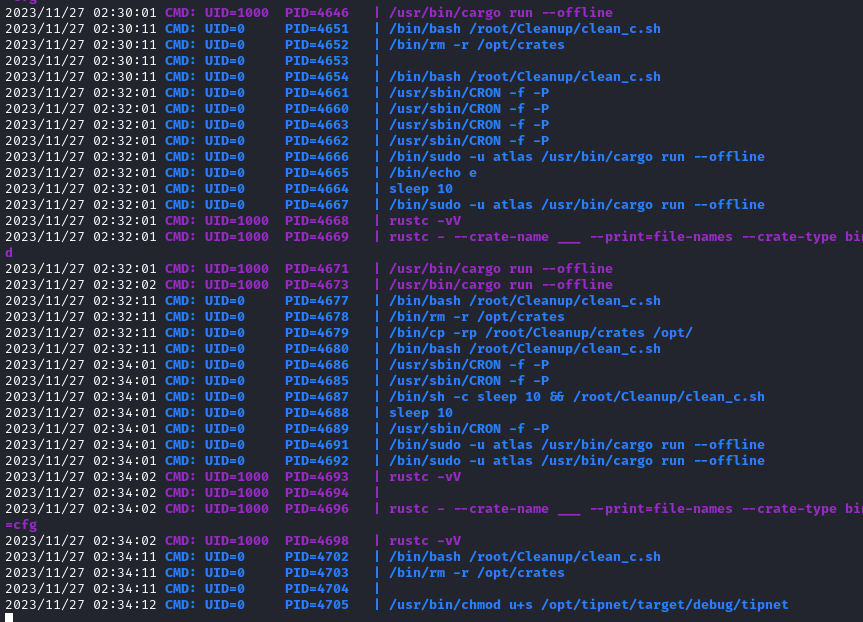 2023/11/27 02:30:01 CMD: UID=1000 PID=4646 | /usr/bin/cargo run --offline
2023/11/27 02:30:11 CMD: UID=0 PID=4651 | /bin/bash /root/Cleanup/clean_c.sh
2023/11/27 02:30:11 CMD: UID=0 PID=4652 | /bin/rm -r /opt/crates
2023/11/27 02:30:11 CMD: UID=0 PID=4653 |
2023/11/27 02:30:11 CMD: UID=0 PID=4654 | /bin/bash /root/Cleanup/clean_c.sh
2023/11/27 02:32:01 CMD: UID=0 PID=4661 | /usr/sbin/CRON -f -P
2023/11/27 02:32:01 CMD: UID=0 PID=4660 | /usr/sbin/CRON -f -P
2023/11/27 02:32:01 CMD: UID=0 PID=4663 | /usr/sbin/CRON -f -P
2023/11/27 02:32:01 CMD: UID=0 PID=4662 | /usr/sbin/CRON -f -P
2023/11/27 02:32:01 CMD: UID=0 PID=4666 | /bin/sudo -u atlas /usr/bin/cargo run --offline
2023/11/27 02:32:01 CMD: UID=0 PID=4665 | /bin/echo e
2023/11/27 02:32:01 CMD: UID=0 PID=4664 | sleep 10
2023/11/27 02:32:01 CMD: UID=0 PID=4667 | /bin/sudo -u atlas /usr/bin/cargo run --offline
2023/11/27 02:32:01 CMD: UID=1000 PID=4668 | rustc -vV
2023/11/27 02:32:01 CMD: UID=1000 PID=4669 | rustc - --crate-name ___ --print=file-names --crate-type bi
d
2023/11/27 02:32:01 CMD: UID=1000 PID=4671 | /usr/bin/cargo run --offline
2023/11/27 02:32:02 CMD: UID=1000 PID=4673 | /usr/bin/cargo run --offline
2023/11/27 02:32:11 CMD: UID=0 PID=4677 | /bin/bash /root/Cleanup/clean_c.sh
2023/11/27 02:32:11 CMD: UID=0 PID=4678 | /bin/rm -r /opt/crates
2023/11/27 02:32:11 CMD: UID=0 PID=4679 | /bin/cp -rp /root/Cleanup/crates /opt/
2023/11/27 02:32:11 CMD: UID=0 PID=4680 | /bin/bash /root/Cleanup/clean_c.sh
2023/11/27 02:34:01 CMD: UID=0 PID=4686 | /usr/sbin/CRON -f -P
2023/11/27 02:34:01 CMD: UID=0 PID=4685 | /usr/sbin/CRON -f -P
2023/11/27 02:34:01 CMD: UID=0 PID=4687 | /bin/sh -c sleep 10 && /root/Cleanup/clean_c.sh
2023/11/27 02:34:01 CMD: UID=0 PID=4688 | sleep 10
2023/11/27 02:34:01 CMD: UID=0 PID=4689 | /usr/sbin/CRON -f -P
2023/11/27 02:34:01 CMD: UID=0 PID=4691 | /bin/sudo -u atlas /usr/bin/cargo run --offline
2023/11/27 02:34:01 CMD: UID=0 PID=4692 | /bin/sudo -u atlas /usr/bin/cargo run --offline
2023/11/27 02:34:02 CMD: UID=1000 PID=4693 | rustc -vV
2023/11/27 02:34:02 CMD: UID=1000 PID=4694 |
2023/11/27 02:34:02 CMD: UID=1000 PID=4696 | rustc - --crate-name ___ --print=file-names --crate-type bi
=cfg
2023/11/27 02:34:02 CMD: UID=1000 PID=4698 | rustc -vV
2023/11/27 02:34:11 CMD: UID=0 PID=4702 | /bin/bash /root/Cleanup/clean_c.sh
2023/11/27 02:34:11 CMD: UID=0 PID=4703 | /bin/rm -r /opt/crates
2023/11/27 02:34:11 CMD: UID=0 PID=4704 |
2023/11/27 02:34:12 CMD: UID=0 PID=4705 | /usr/bin/chmod u+s /opt/tipnet/target/debug/tipnet